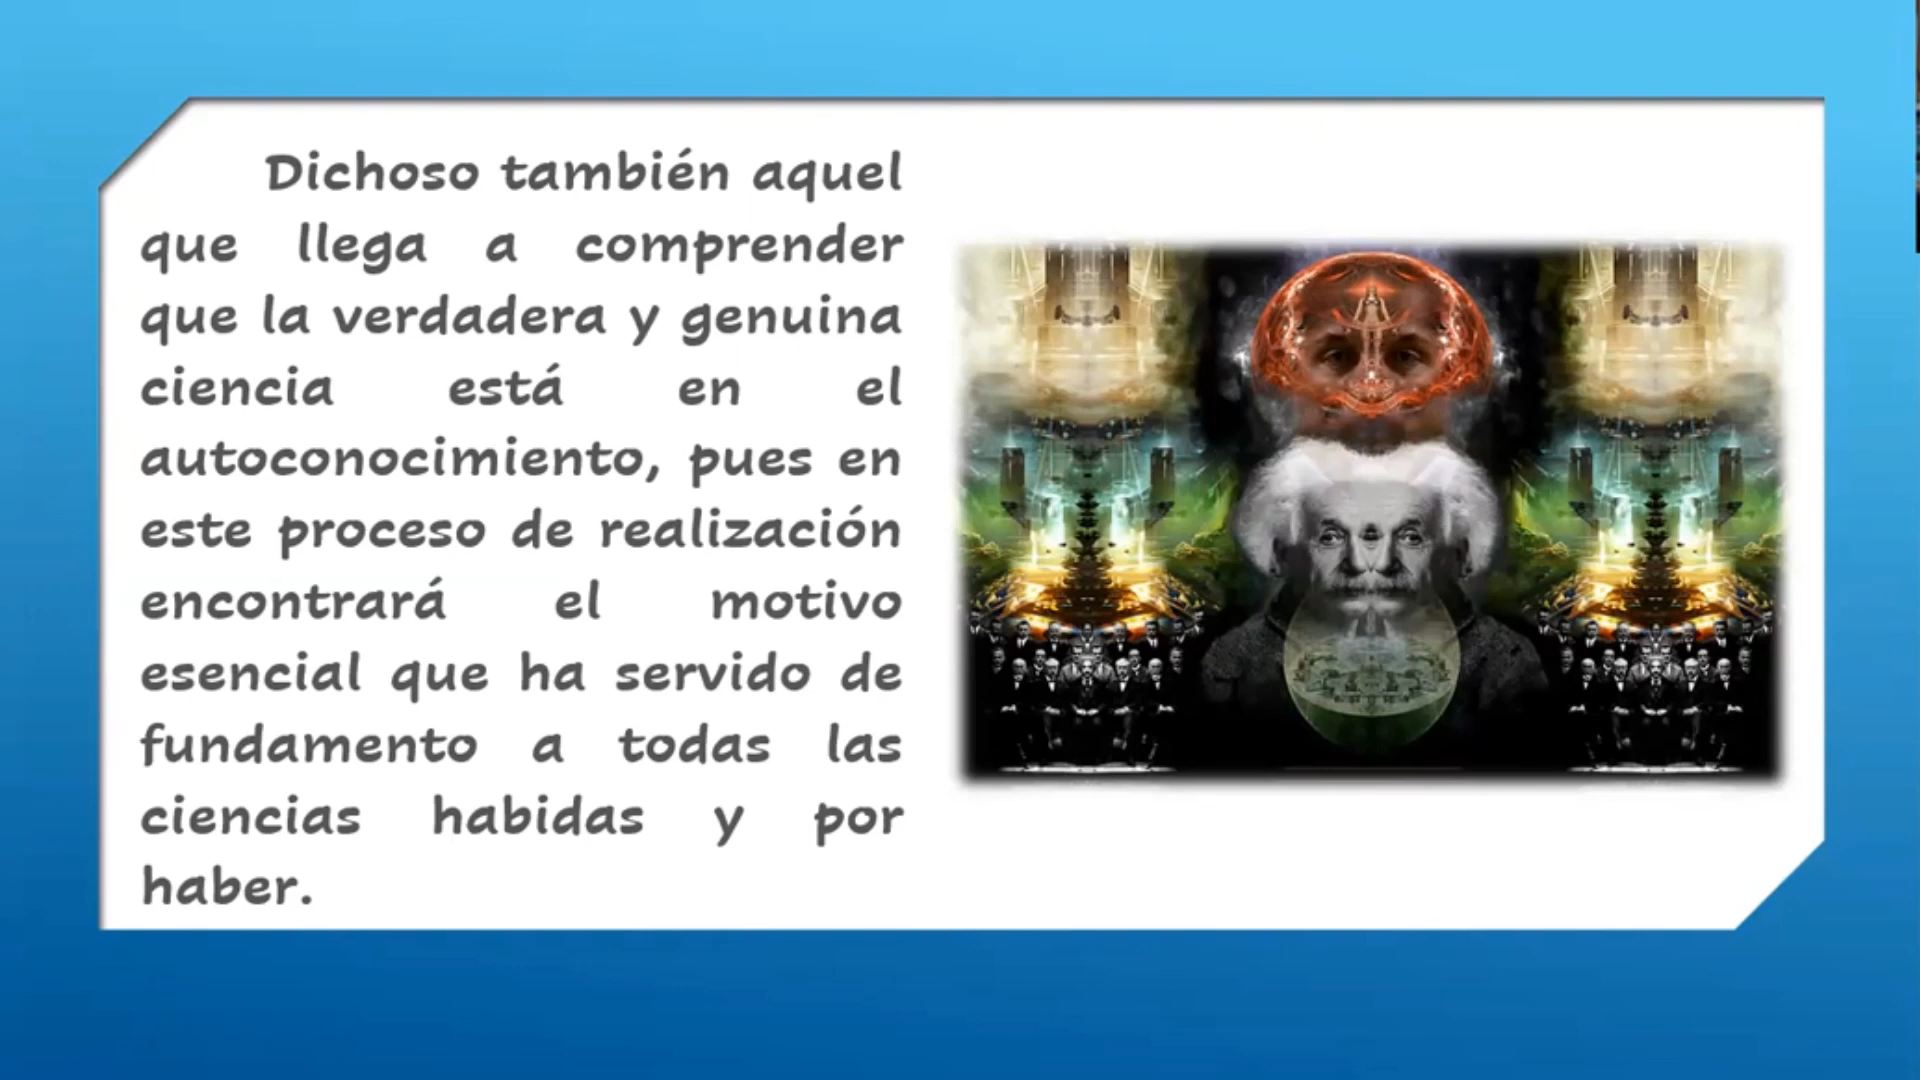 Dichoso también aquel
que llega a comprender
que la verdadera y genuina
ciencia está en el
autoconocimiento, pues en
este proceso de realización
encontrará el motivo
esencial que ha servido de
fundamento a todas las
ciencias habidas y por
haber.